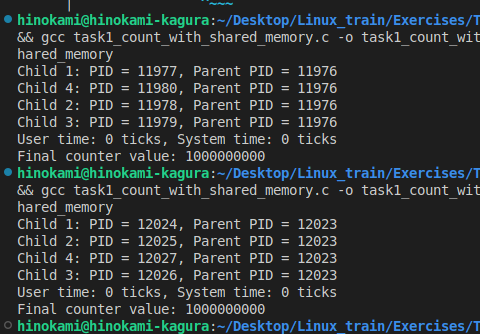 hinokami@hinokami-kagura:~/Desktop/Linux_train/Exercises/T
&& gcc task1_count_with_shared_memory.c -o task1_count_wit
hared_memory
Child 1: PID = 11977, Parent PID = 11976
Child 4: PID = 11980, Parent PID = 11976
Child 2: PID = 11978, Parent PID = 11976
Child 3: PID = 11979, Parent PID = 11976
User time: 0 ticks, System time: 0 ticks
Final counter value: 1000000000
hinokami@hinokami-kagura:~/Desktop/Linux_train/Exercises/T
&& gcc task1_count_with_shared_memory.c -o task1_count_wit
hared_memory
Child 1: PID = 12024, Parent PID = 12023
Child 2: PID = 12025, Parent PID = 12023
Child 4: PID = 12027, Parent PID = 12023
Child 3: PID = 12026, Parent PID = 12023
User time: 0 ticks, System time: 0 ticks
Final counter value: 1000000000
hinokami@hinokami-kagura:~/Desktop/Linux_train/Exercises/T